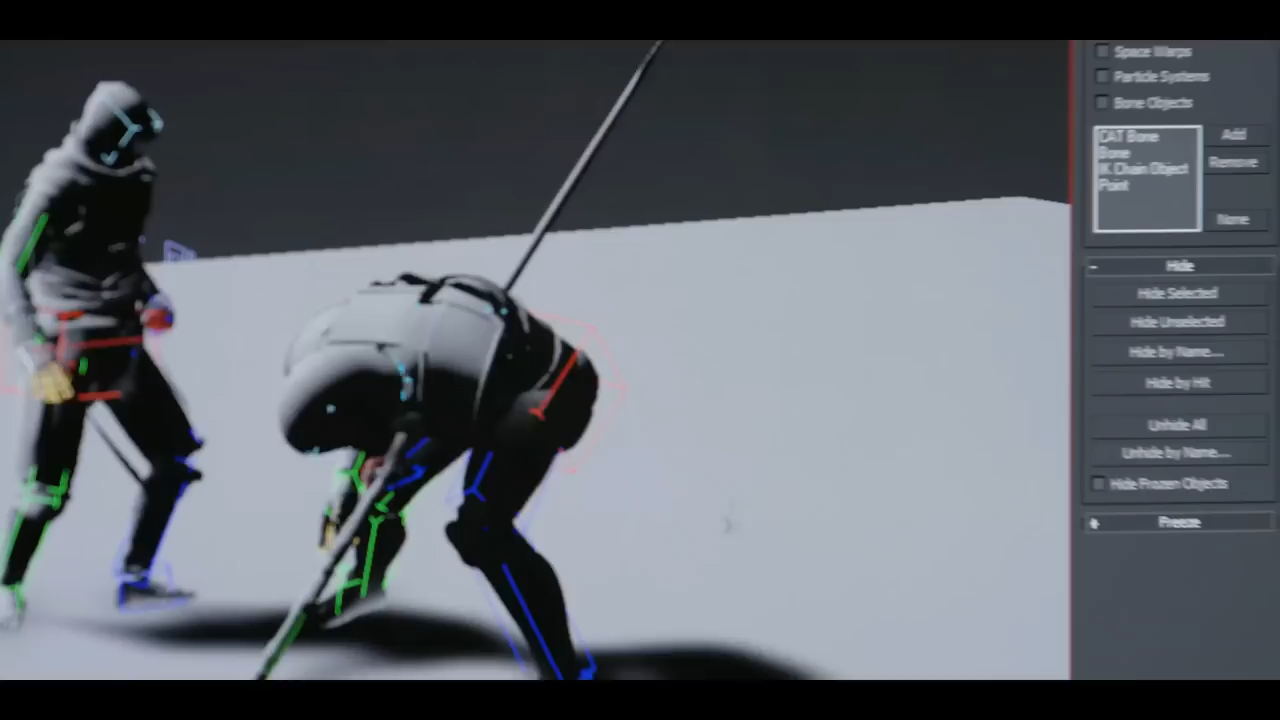 Space Warps
Particle Systems
Bone Objects
CAT Bone
Bone
IK Chain Object
Point
Add
Remove
None
- Hide
Hide Selected
Hide Unselected
Hide by Name...
Hide by Hit
Unhide All
Unhide by Name...
Hide Frozen Objects
+ Freeze